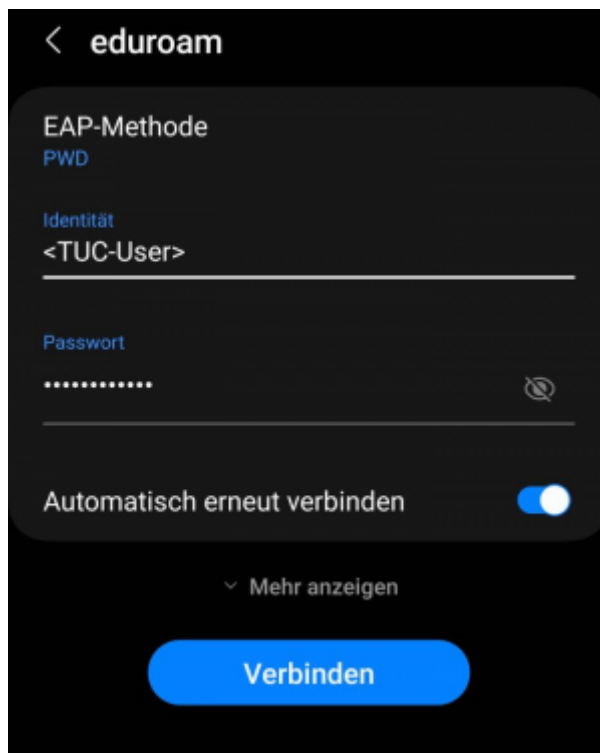 eduroam
EAP-Methode
PWD
Identität
<TUC-User>
Passwort
••••••••••••
Automatisch erneut verbinden
Mehr anzeigen
Verbinden